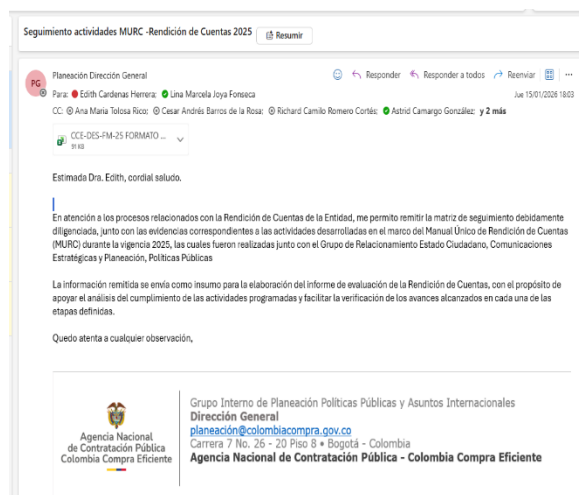 Seguimiento actividades MURC -Rendición de Cuentas 2025
Resumir
PG
Planeación Dirección General
Responder
Responder a todos
Reenviar
Para: Edith Cardenas Herrera; Lina Marcela Joya Fonseca
Jue 15/01/2026 18:03
CC: Ana Maria Tolosa Rico; Cesar Andrés Barros de la Rosa; Richard Camilo Romero Cortés; Astrid Camargo González; y 2 más
CCE-DES-FM-25 FORMATO ...
91 KB
Estimada Dra. Edith, cordial saludo.
En atención a los procesos relacionados con la Rendición de Cuentas de la Entidad, me permito remitir la matriz de seguimiento debidamente
diligenciada, junto con las evidencias correspondientes a las actividades desarrolladas en el marco del Manual Único de Rendición de Cuentas
(MURC) durante la vigencia 2025, las cuales fueron realizadas junto con el Grupo de Relacionamiento Estado Ciudadano, Comunicaciones
Estratégicas y Planeación, Políticas Públicas
La información remitida se envía como insumo para la elaboración del informe de evaluación de la Rendición de Cuentas, con el propósito de
apoyar el análisis del cumplimiento de las actividades programadas y facilitar la verificación de los avances alcanzados en cada una de las
etapas definidas.
Quedo atenta a cualquier observación,
Agencia Nacional
de Contratación Pública
Colombia Compra Eficiente
Grupo Interno de Planeación Políticas Públicas y Asuntos Internacionales
Dirección General
planeación@colombiacompra.gov.co
Carrera 7 No. 26 - 20 Piso 8 • Bogotá - Colombia
Agencia Nacional de Contratación Pública - Colombia Compra Eficiente